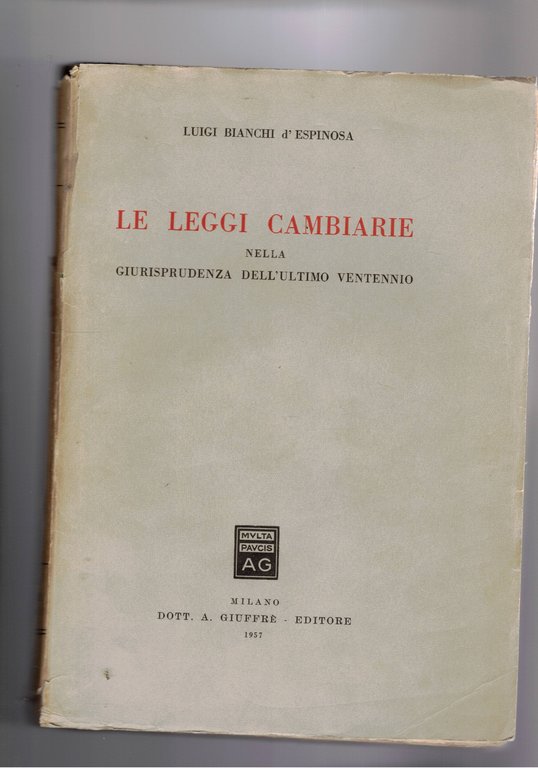 LUIGI BIANCHI d'ESPINOSA
LE LEGGI CAMBIARIE
NELLA
GIURISPRUDENZA DELL'ULTIMO VENTENNIO
MVLTA
PAVCIS
AG
MILANO
DOTT. A. GIUFFRÈ - EDITORE
1957